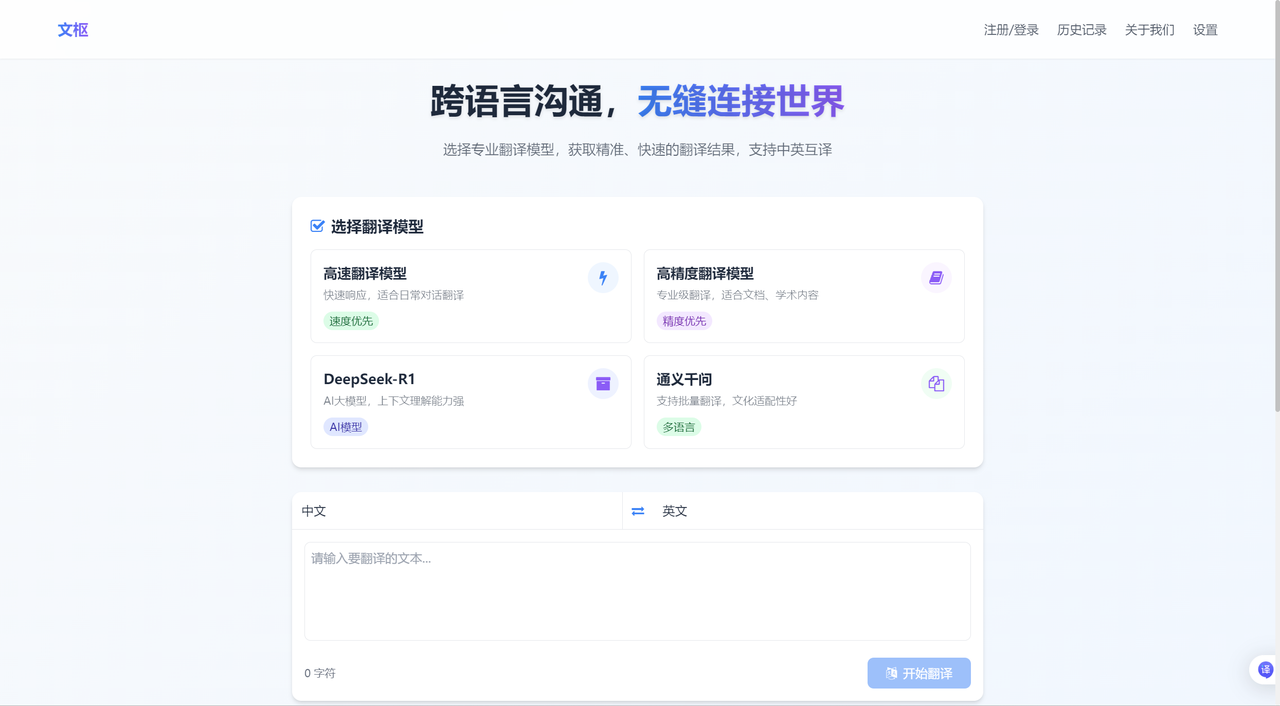 文枢
注册/登录 历史记录 关于我们 设置
跨语言沟通，无缝连接世界
选择专业翻译模型，获取精准、快速的翻译结果，支持中英互译
选择翻译模型
高速翻译模型
快速响应，适合日常对话翻译
速度优先
高精度翻译模型
专业级翻译，适合文档、学术内容
精度优先
DeepSeek-R1
AI大模型，上下文理解能力强
AI模型
通义千问
支持批量翻译，文化适配性好
多语言
中文
英文
请输入要翻译的文本...
0 字符
开始翻译
译